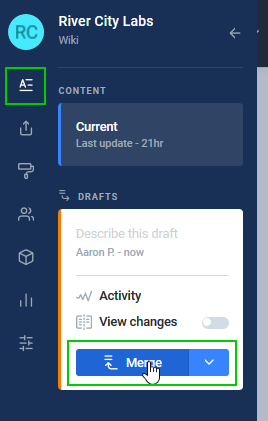 RC
River City Labs
Wiki
CONTENT
Current
Last update - 21hr
DRAFTS
Describe this draft
Aaron P. - now
Activity
View changes
Merge